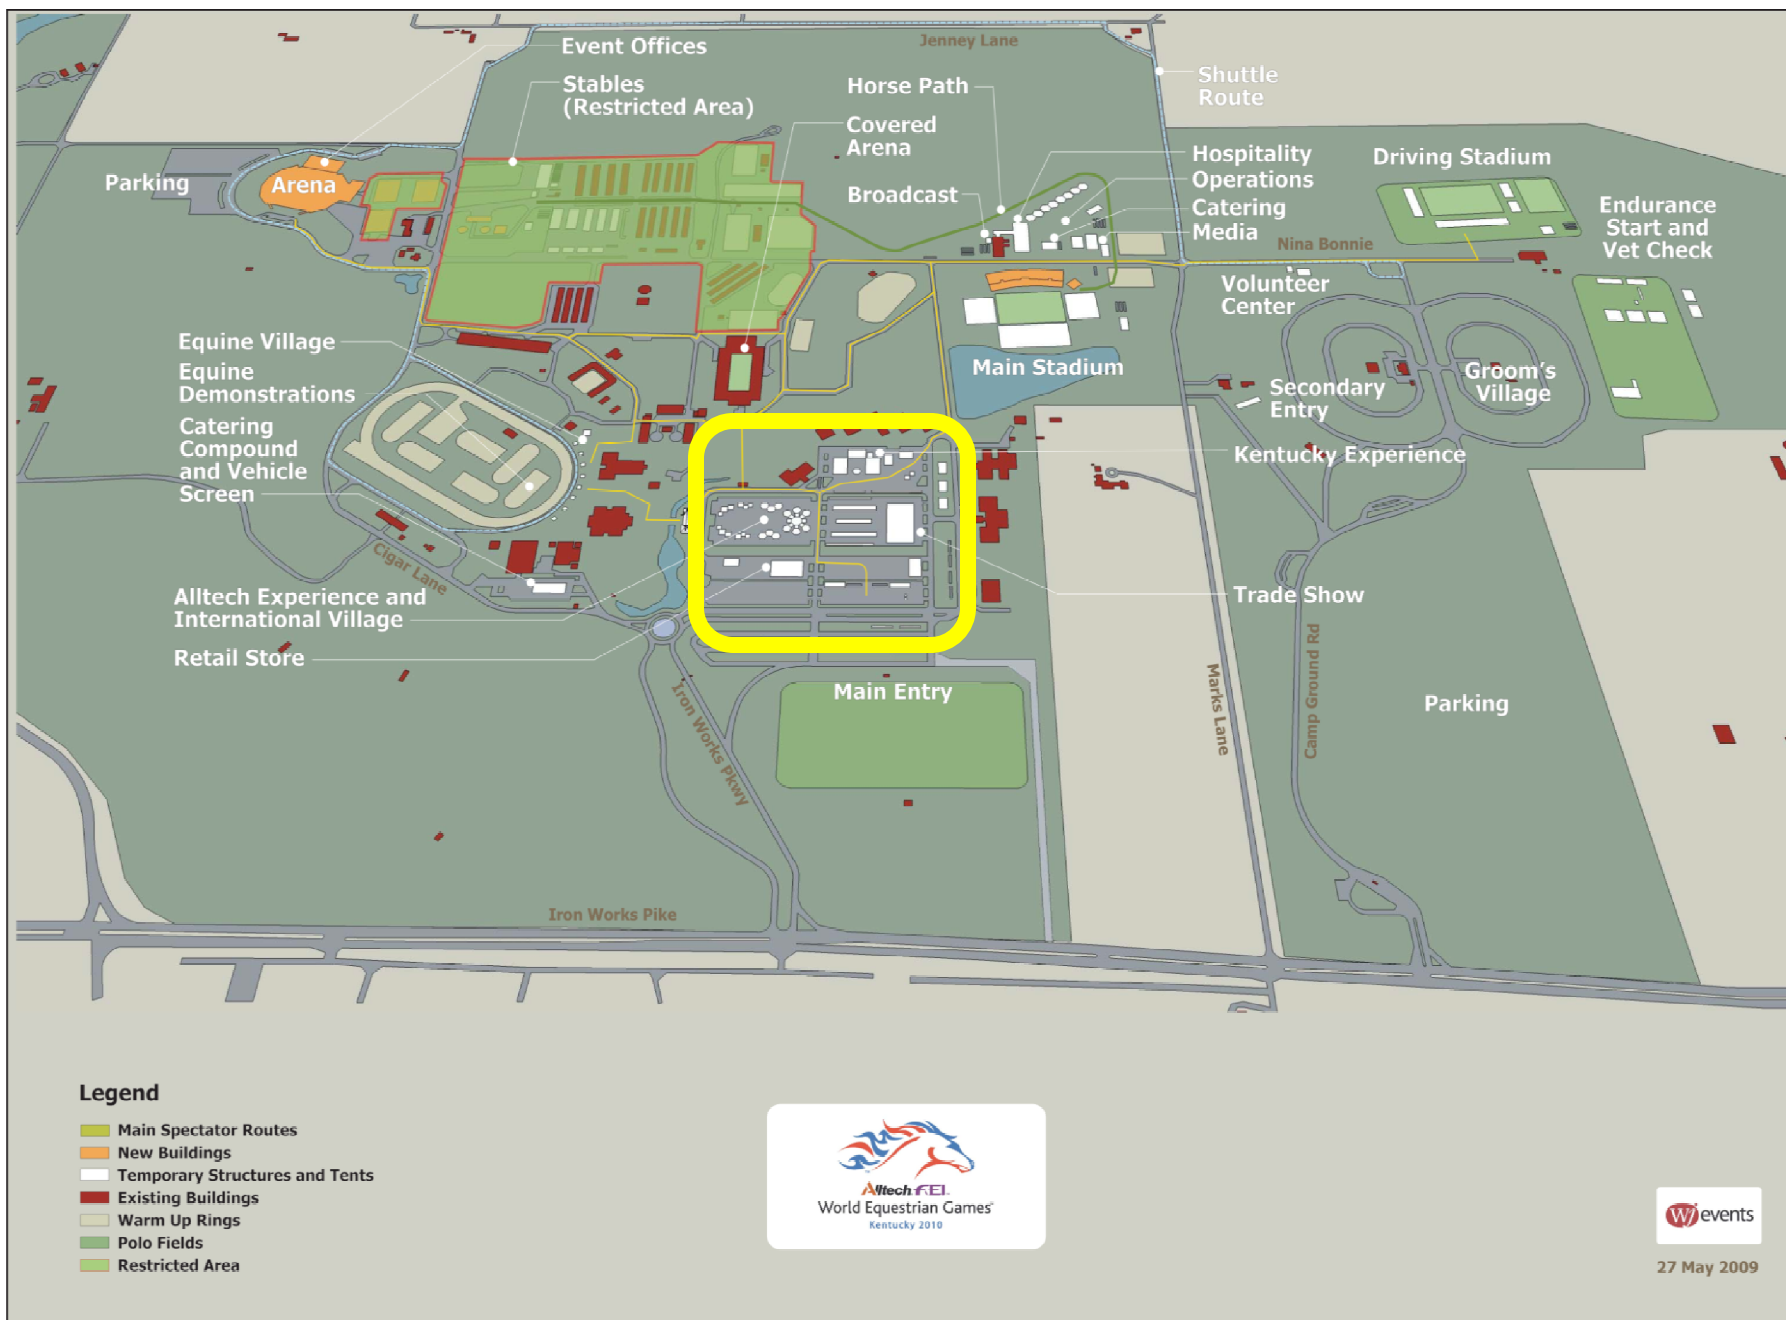 Event Offices
Jenney Lane
Stables
(Restricted Area)
Horse Path
Shuttle
Route
Covered
Arena
Parking
Arena
Broadcast
Hospitality
Operations
Catering
Media
Driving Stadium
Endurance
Start and
Vet Check
Nina Bonnie
Volunteer
Center
Equine Village
Equine
Demonstrations
Catering
Compound
and Vehicle
Screen
Main Stadium
Secondary
Entry
Groom's
Village
Kentucky Experience
Cigar Lane
Alltech Experience and
International Village
Retail Store
Trade Show
Main Entry
Iron Works Pkwy
Marks Lane
Camp Ground Rd
Parking
Iron Works Pike
Legend
Main Spectator Routes
New Buildings
Temporary Structures and Tents
Existing Buildings
Warm Up Rings
Polo Fields
Restricted Area
Alltech FEI
World Equestrian Games
Kentucky 2010
WJ events
27 May 2009